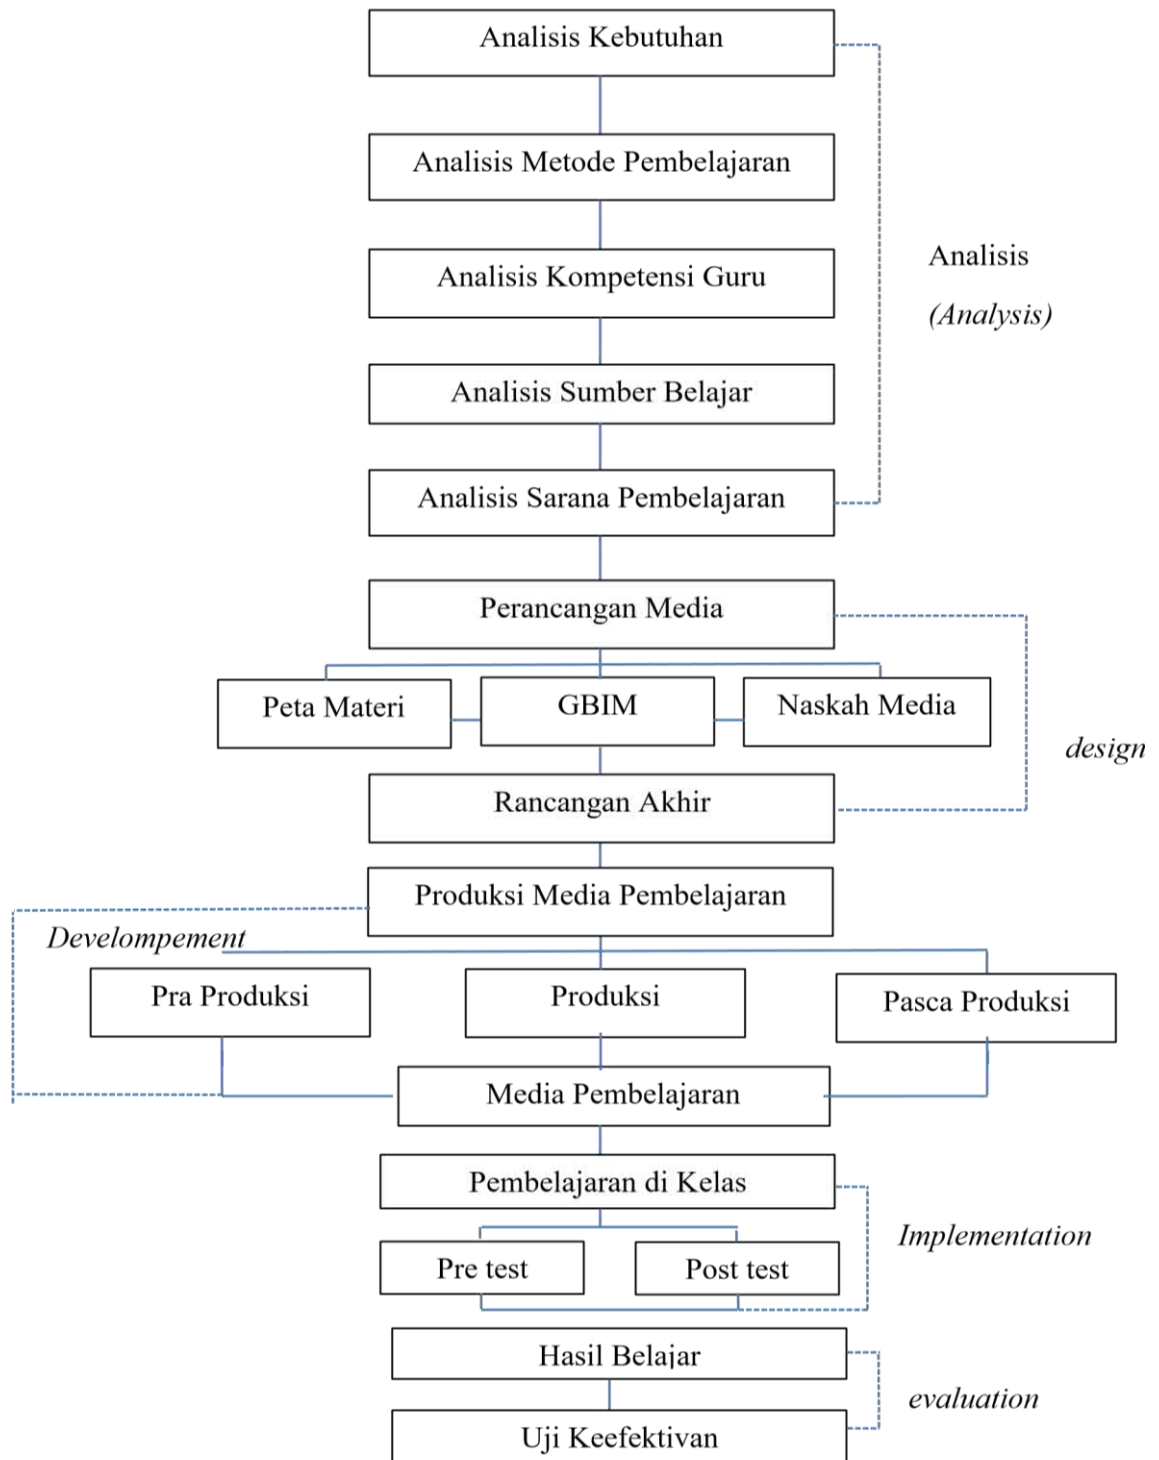 Analisis Kebutuhan
Analisis Metode Pembelajaran
Analisis Kompetensi Guru
Analisis
(Analysis)
Analisis Sumber Belajar
Analisis Sarana Pembelajaran
Perancangan Media
Peta Materi
GBIM
Naskah Media
design
Rancangan Akhir
Produksi Media Pembelajaran
Develompement
Pra Produksi
Produksi
Pasca Produksi
Media Pembelajaran
Pembelajaran di Kelas
Implementation
Pre test
Post test
Hasil Belajar
evaluation
Uji Keefektivan